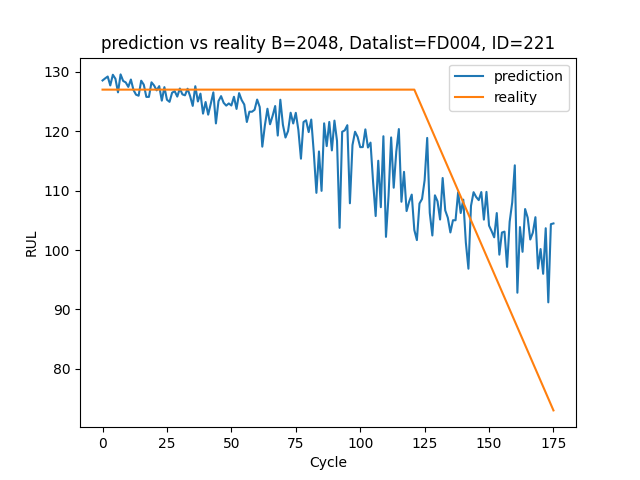 prediction vs reality B=2048, Datalist=FD004, ID=221
prediction
reality
130
120
110
100
90
80
RUL
0
25
50
75
100
125
150
175
Cycle